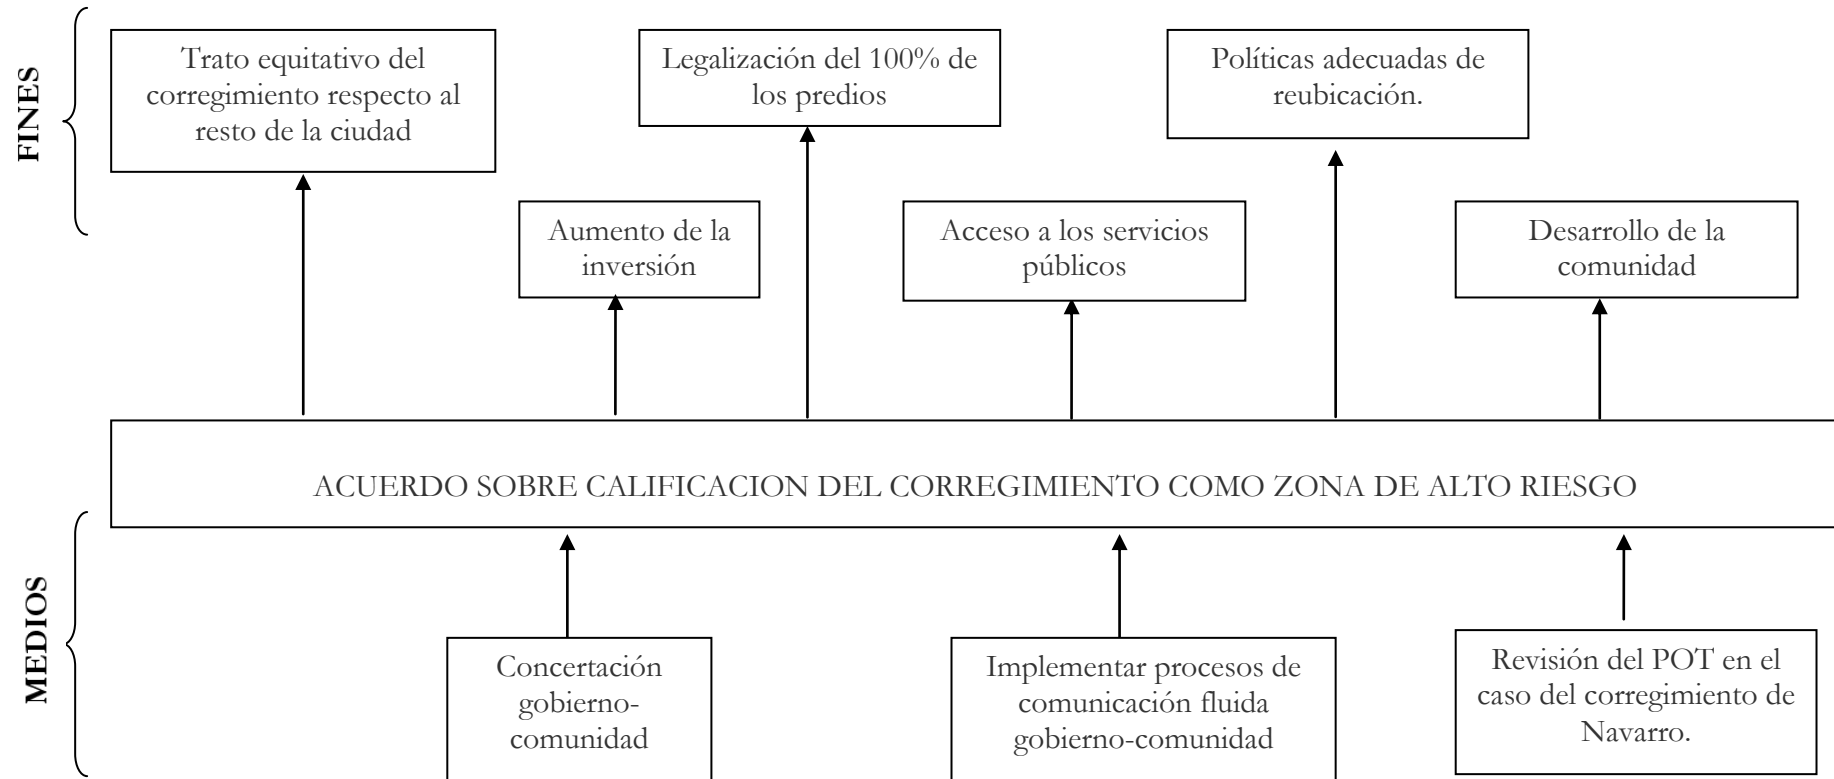 FINES
Trato equitativo del
corregimiento respecto al
resto de la ciudad
Legalización del 100% de
los predios
Políticas adecuadas de
reubicación.
Aumento de la
inversión
Acceso a los servicios
públicos
Desarrollo de la
comunidad
ACUERDO SOBRE CALIFICACION DEL CORREGIMIENTO COMO ZONA DE ALTO RIESGO
MEDIOS
Concertación
gobierno-
comunidad
Implementar procesos de
comunicación fluida
gobierno-comunidad
Revisión del POT en el
caso del corregimiento de
Navarro.